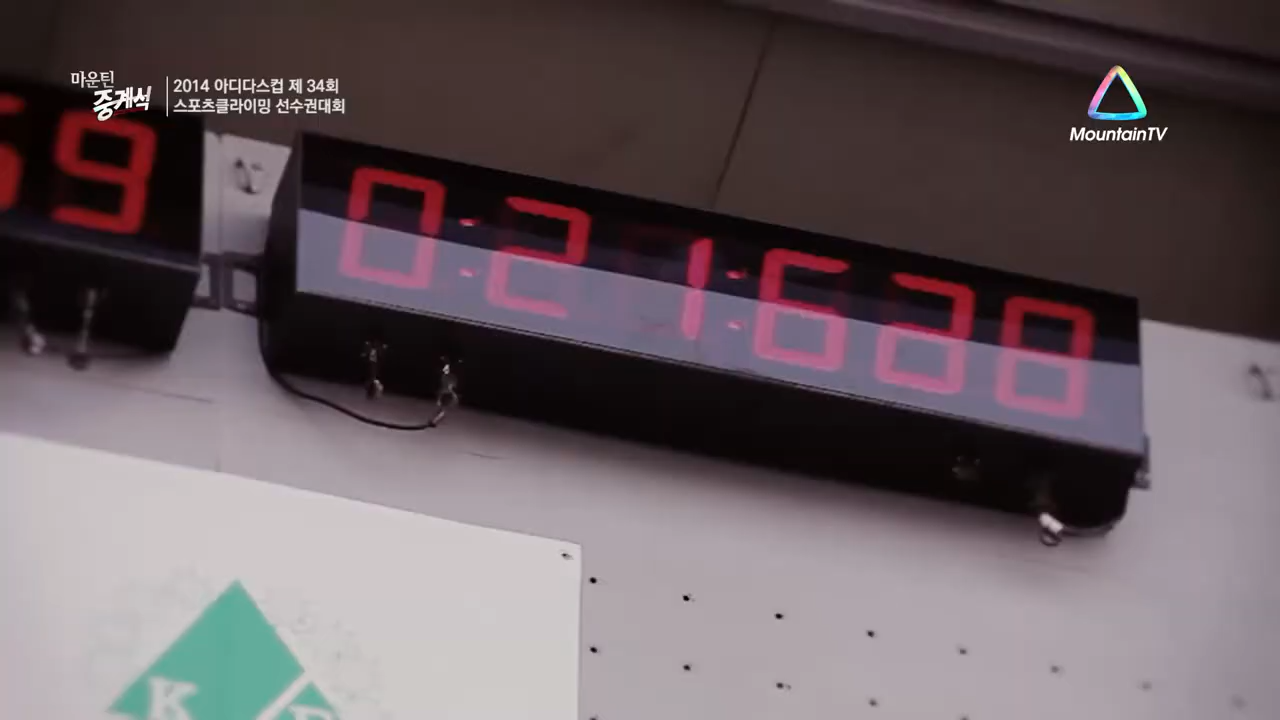 마운틴
중계석
2014 아디다스컵 제 34회
스포츠클라이밍 선수권대회
MountainTV
59
0:21:6
K